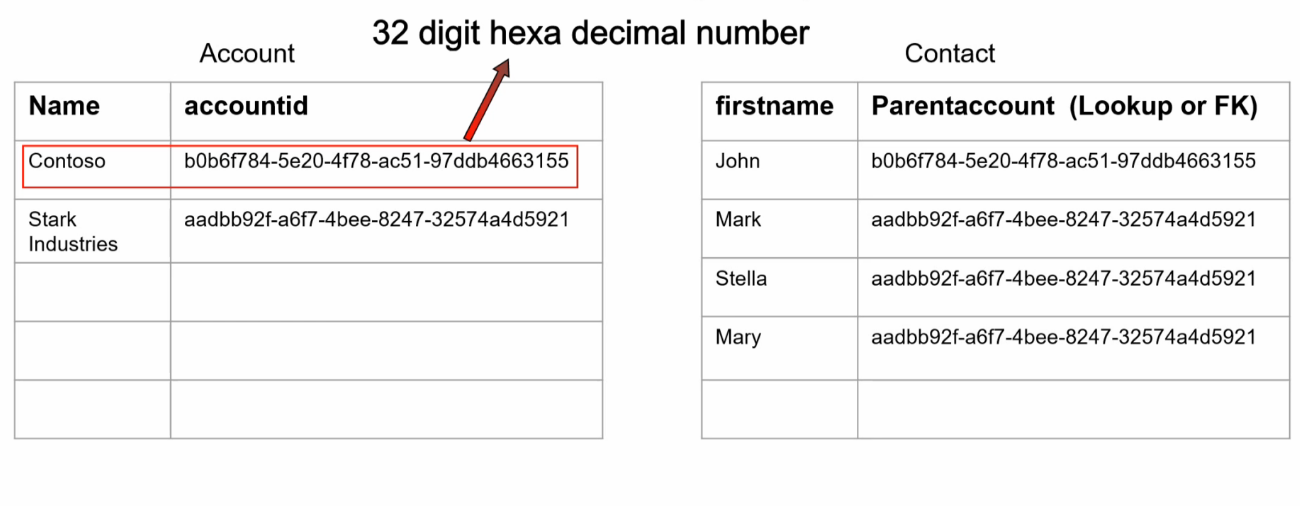 32 digit hexa decimal number
Account
Contact
Name accountid
Contoso b0b6f784-5e20-4f78-ac51-97ddb4663155
Stark aadbb92f-a6f7-4bee-8247-32574a4d5921
Industries
firstname Parentaccount (Lookup or FK)
John b0b6f784-5e20-4f78-ac51-97ddb4663155
Mark aadbb92f-a6f7-4bee-8247-32574a4d5921
Stella aadbb92f-a6f7-4bee-8247-32574a4d5921
Mary aadbb92f-a6f7-4bee-8247-32574a4d5921